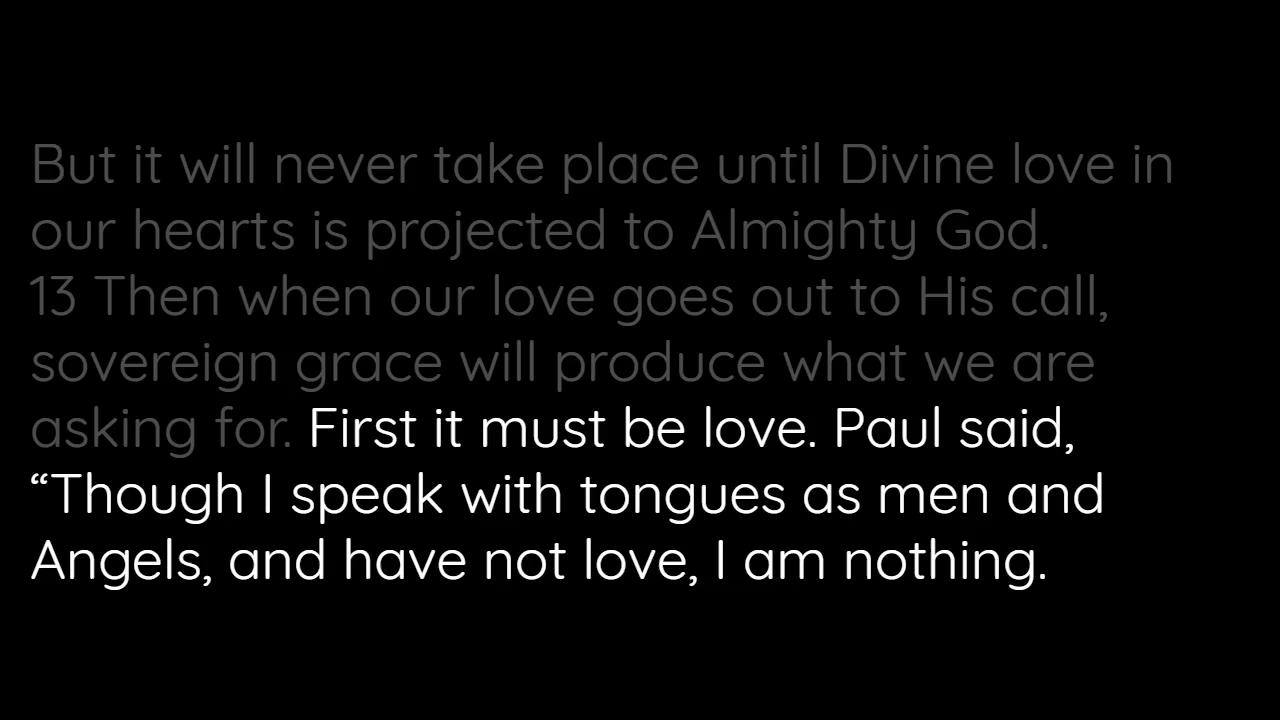 But it will never take place until Divine love in
our hearts is projected to Almighty God.
13 Then when our love goes out to His call,
sovereign grace will produce what we are
asking for. First it must be love. Paul said,
“Though I speak with tongues as men and
Angels, and have not love, I am nothing.